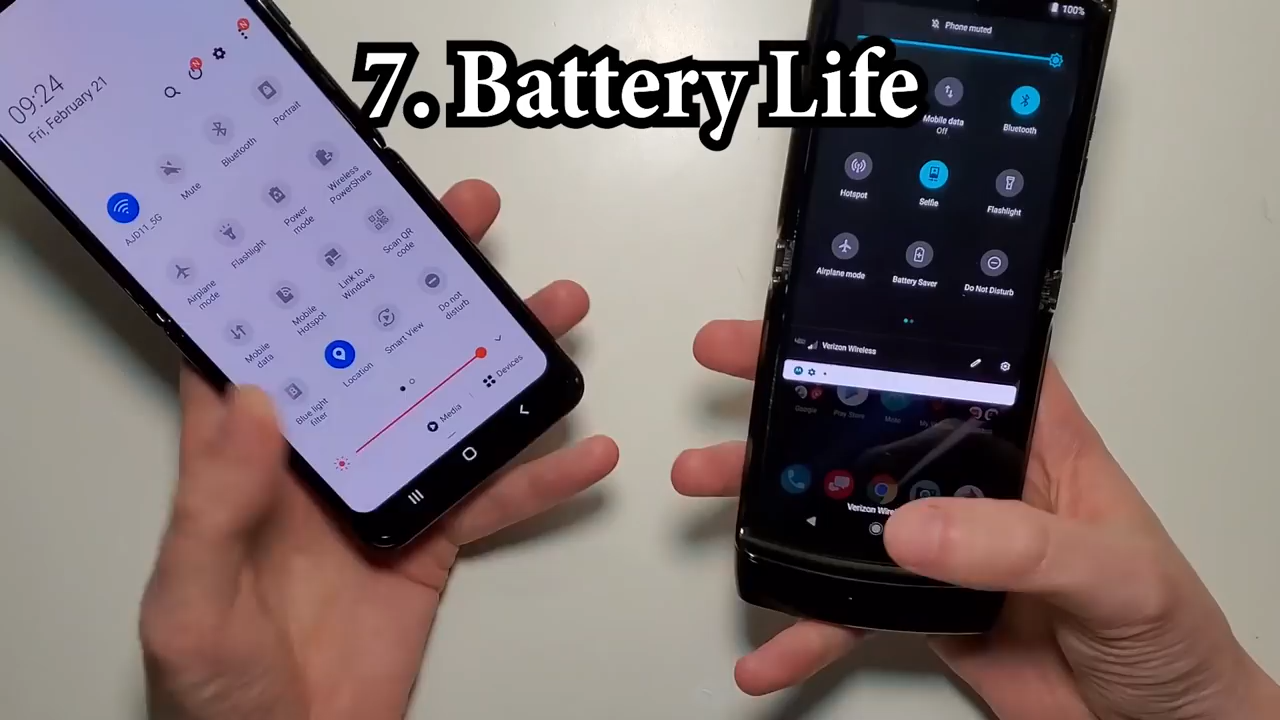 7. Battery Life
09:24
Fri, February 21
N
N
AJD11_5G
Mute
Bluetooth
Portrait
Airplane
mode
Flashlight
Power
mode
Wireless
PowerShare
Mobile
data
Mobile
Hotspot
Link to
Windows
Scan QR
code
Blue light
filter
Location
Smart View
Do not
disturb
Media
Devices
100%
Phone muted
Mobile data
Off
Bluetooth
Hotspot
Selfie
Flashlight
Airplane mode
Battery Saver
Do Not Disturb
Verizon Wireless
Google
Play Store
Moto
Verizon